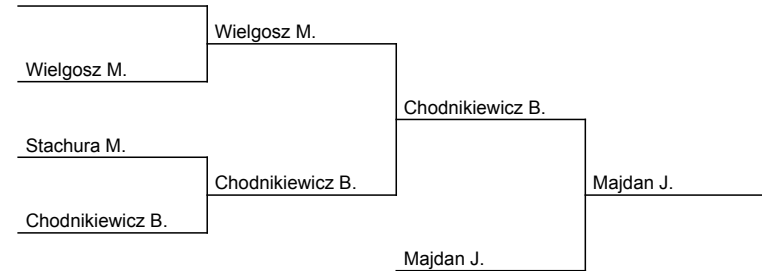 Wielgosz M.
Wielgosz M.
Chodnikiewicz B.
Stachura M.
Chodnikiewicz B.
Majdan J.
Chodnikiewicz B.
Majdan J.